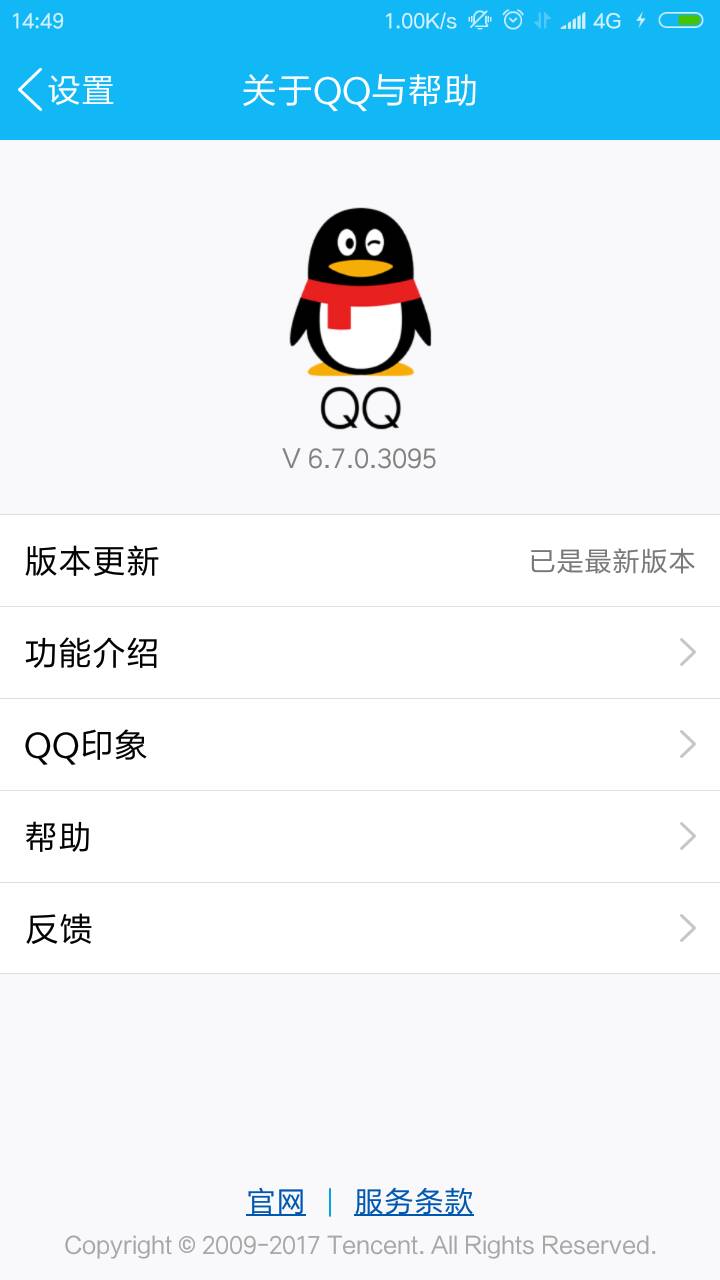 14:49 1.00K/s 4G
设置 关于QQ与帮助
QQ
V 6.7.0.3095
版本更新 已是最新版本
功能介绍
QQ印象
帮助
反馈
官网 | 服务条款
Copyright © 2009-2017 Tencent. All Rights Reserved.